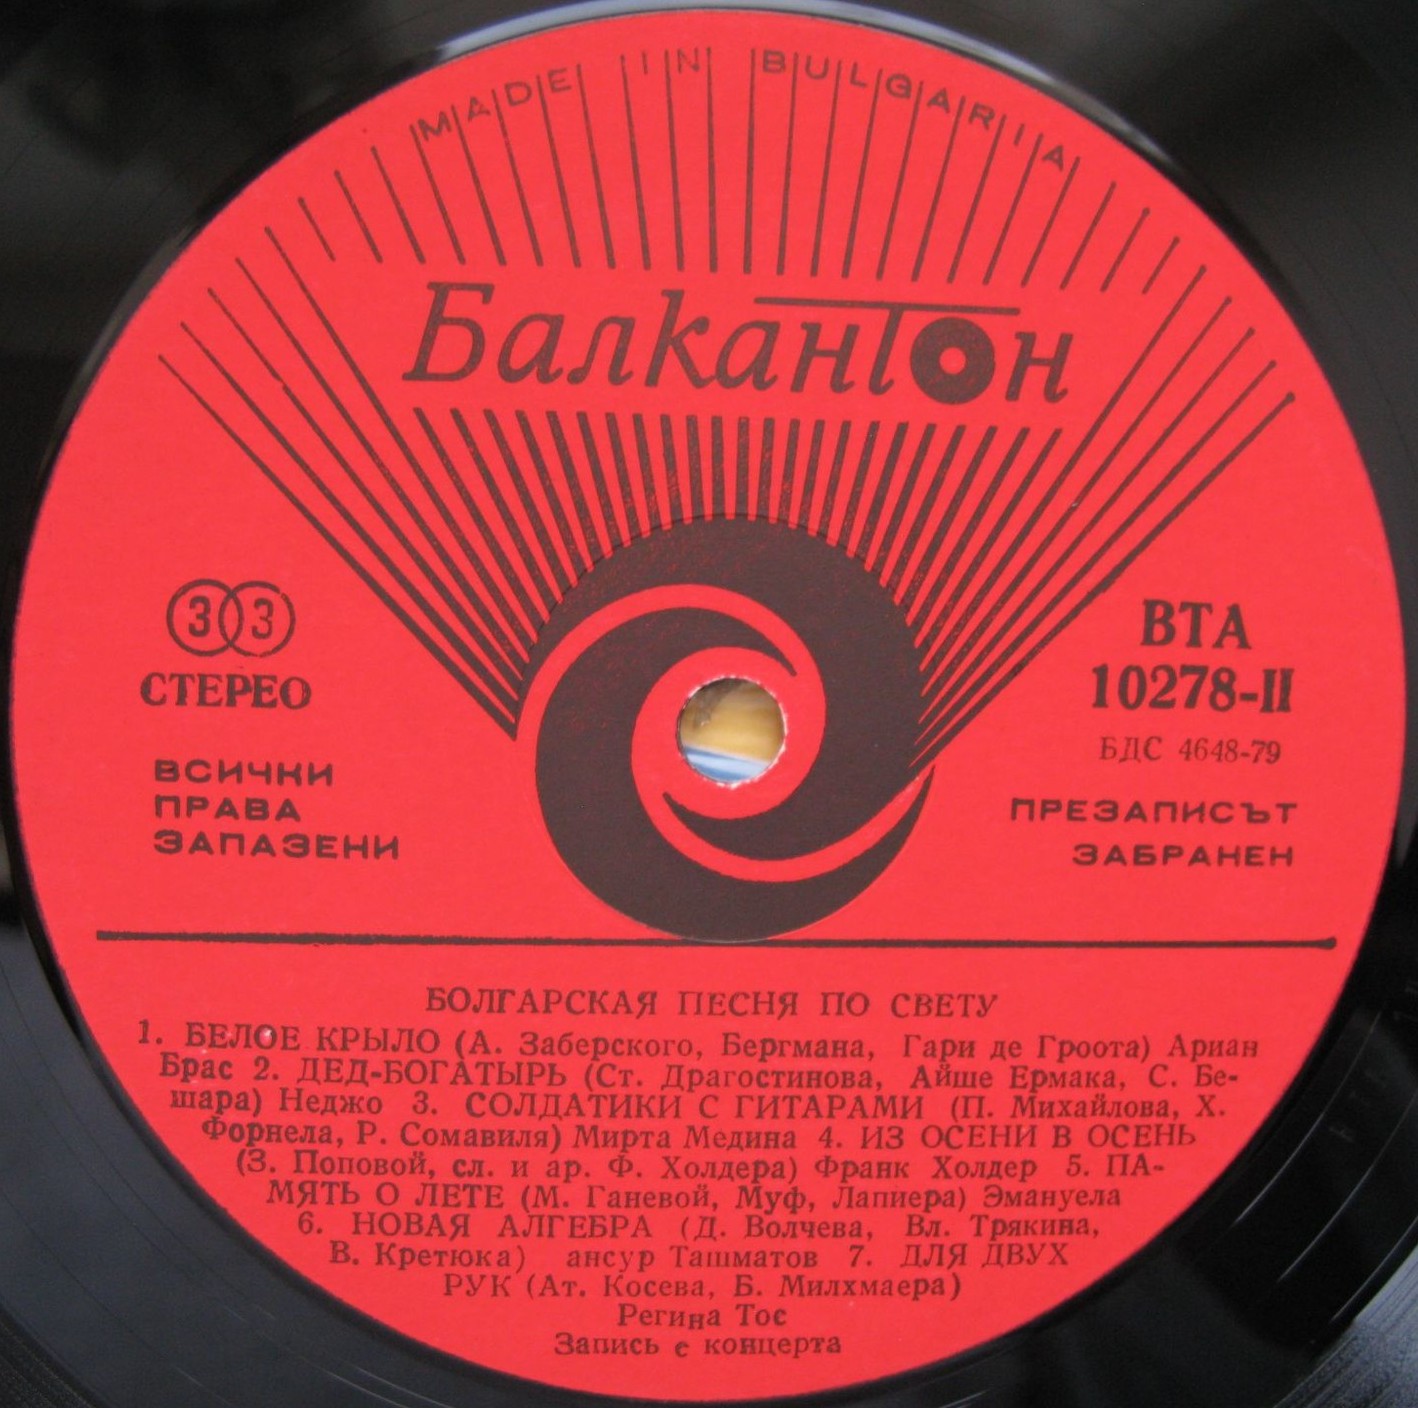 MADE IN BULGARIA
Балкантон
33
СТЕРЕО
ВСИЧКИ
ПРАВА
ЗАПАЗЕНИ
ВТА
10278-II
БДС 4648-79
ПРЕЗАПИСЪТ
ЗАБРАНЕН
БОЛГАРСКАЯ ПЕСНЯ ПО СВЕТУ
1. БЕЛОЕ КРЫЛО (А. Заберского, Бергмана, Гари де Гроота) Ариан
Брас 2. ДЕД-БОГАТЫРЬ (Ст. Драгостинова, Айше Ермака, С. Бе-
шара) Неджо 3. СОЛДАТИКИ С ГИТАРАМИ (П. Михайлова, Х.
Форнела, Р. Сомавиля) Мирта Медина 4. ИЗ ОСЕНИ В ОСЕНЬ
(З. Поповой, сл. и ар. Ф. Холдера) Франк Холдер 5. ПА-
МЯТЬ О ЛЕТЕ (М. Ганевой, Муф, Лапиера) Эмануела
6. НОВАЯ АЛГЕБРА (Д. Волчева, Вл. Трякина,
В. Кретюка) ансур Ташматов 7. ДЛЯ ДВУХ
РУК (Ат. Косева, Б. Милхмаера)
Регина Тос
Запись с концерта